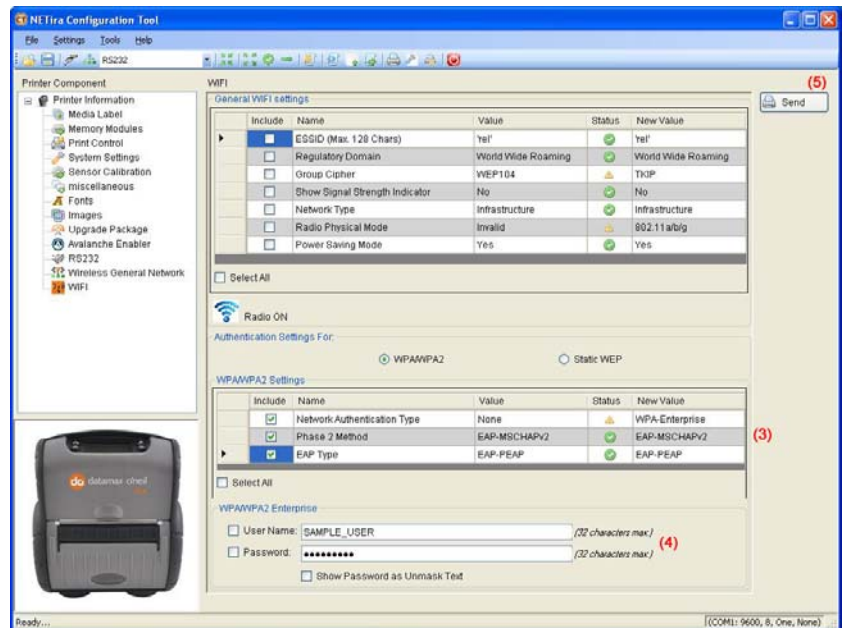 NETira Configuration Tool
File Settings Tools Help
RS232
Printer Component
Printer Information
Media Label
Memory Modules
Print Control
System Settings
Sensor Calibration
miscellaneous
Fonts
Images
Upgrade Package
Avalanche Enabler
RS232
Wireless General Network
WIFI
WIFI
(5)
General WIFI settings
Send
Include Name Value Status New Value
ESSID (Max. 128 Chars) 'rel' 'rel'
Regulatory Domain World Wide Roaming World Wide Roaming
Group Cipher WEP104 TKIP
Show Signal Strength Indicator No No
Network Type Infrastructure Infrastructure
Radio Physical Mode Invalid 802.11a/b/g
Power Saving Mode Yes Yes
Select All
Radio ON
Authentication Settings For:
WPA/WPA2 Static WEP
WPA/WPA2 Settings
Include Name Value Status New Value
Network Authentication Type None WPA-Enterprise
Phase 2 Method EAP-MSCHAPv2 EAP-MSCHAPv2
(3)
EAP Type EAP-PEAP EAP-PEAP
Select All
WPA/WPA2 Enterprise
User Name: SAMPLE_USER (32 characters max.)
(4)
Password: ••••••••• (32 characters max.)
Show Password as Unmask Text
datamax o'neil
Ready... (COM1: 9600, 8, One, None)